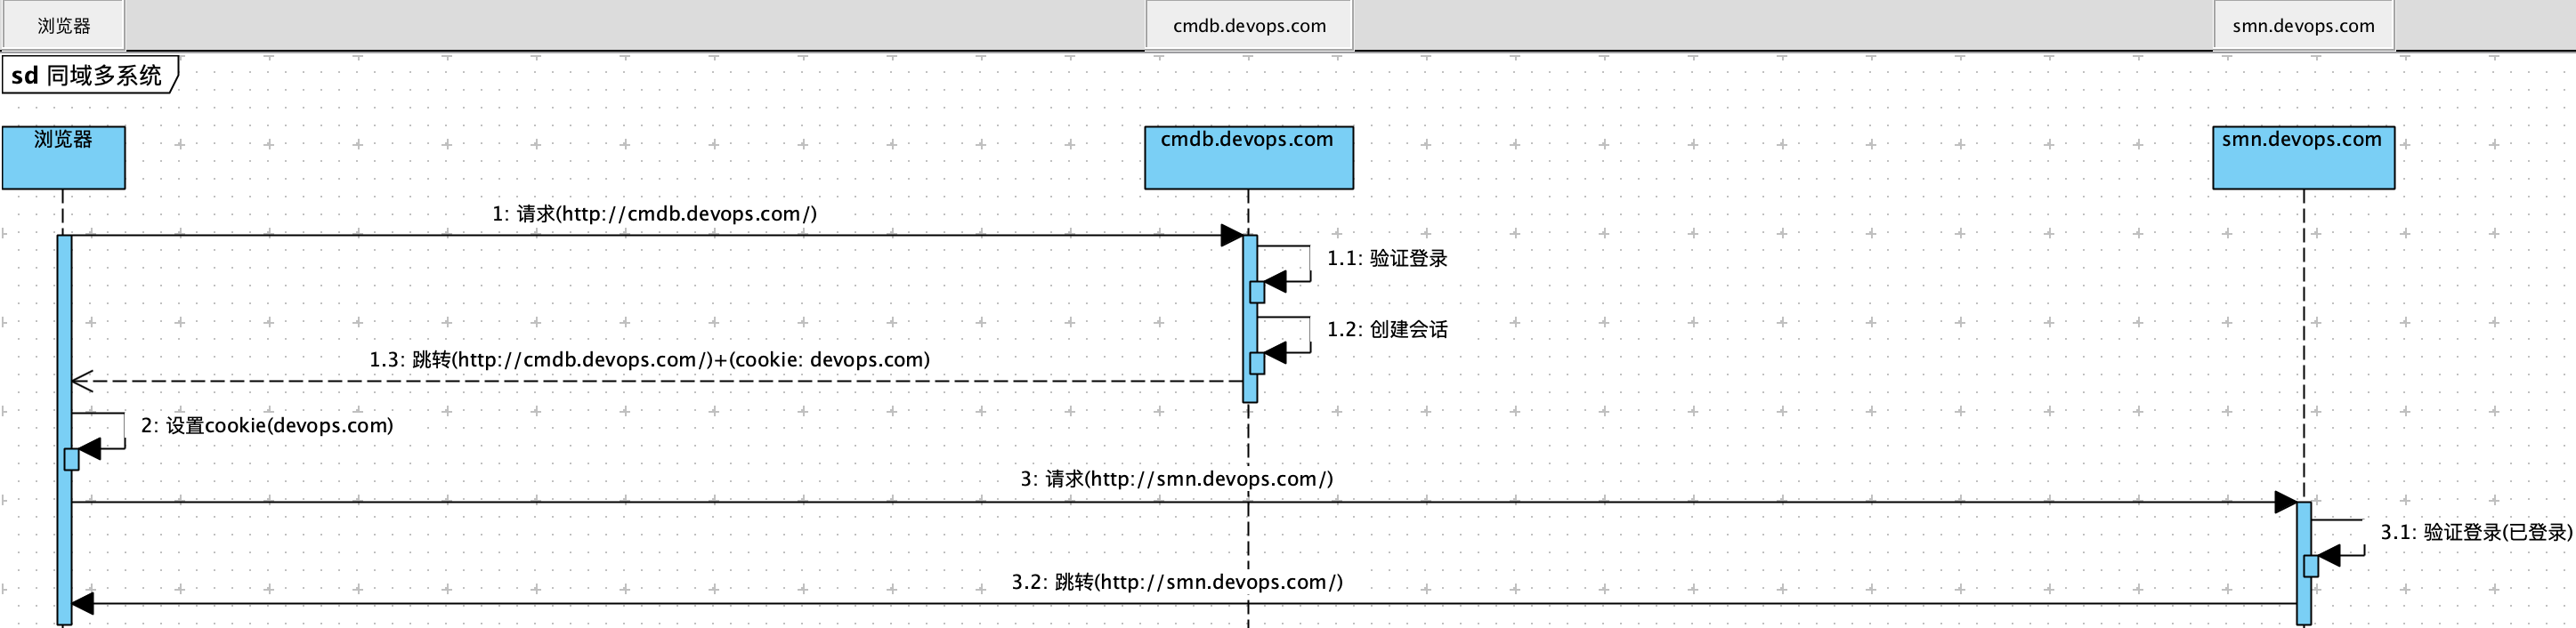 浏览器
cmdb.devops.com
smn.devops.com
sd 同域多系统
浏览器
cmdb.devops.com
smn.devops.com
1: 请求(http://cmdb.devops.com/)
1.1: 验证登录
1.2: 创建会话
1.3: 跳转(http://cmdb.devops.com/)+(cookie: devops.com)
2: 设置cookie(devops.com)
3: 请求(http://smn.devops.com/)
3.1: 验证登录(已登录)
3.2: 跳转(http://smn.devops.com/)